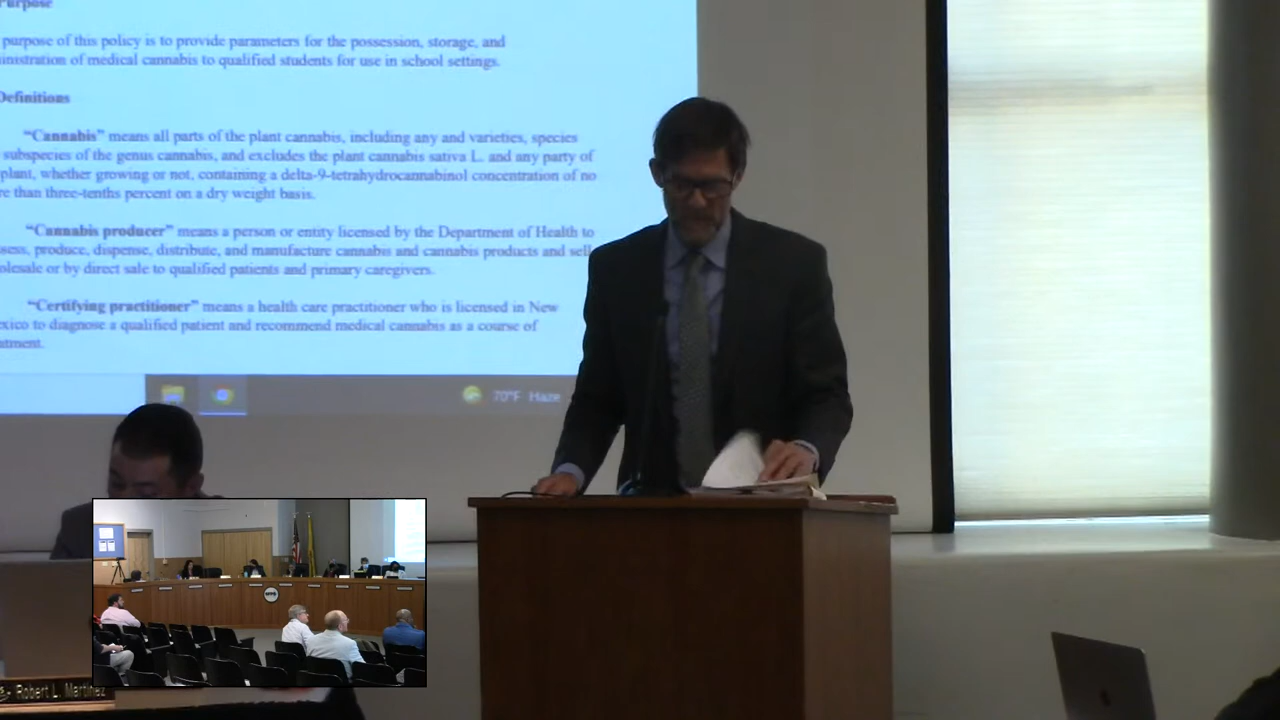 Purpose
purpose of this policy is to provide parameters for the possession, storage, and
inistration of medical cannabis to qualified students for use in school settings.
Definitions
"Cannabis" means all parts of the plant cannabis, including any and varieties, species
subspecies of the genus cannabis, and excludes the plant cannabis sativa L. and any party of
plant, whether growing or not, containing a delta-9-tetrahydrocannabinol concentration of no
re than three-tenths percent on a dry weight basis.
"Cannabis producer" means a person or entity licensed by the Department of Health to
sess, produce, dispense, distribute, and manufacture cannabis and cannabis products and sell
olesale or by direct sale to qualified patients and primary caregivers.
"Certifying practitioner" means a health care practitioner who is licensed in New
exico to diagnose a qualified patient and recommend medical cannabis as a course of
atment.
70°F Haze
Robert L. Martinez